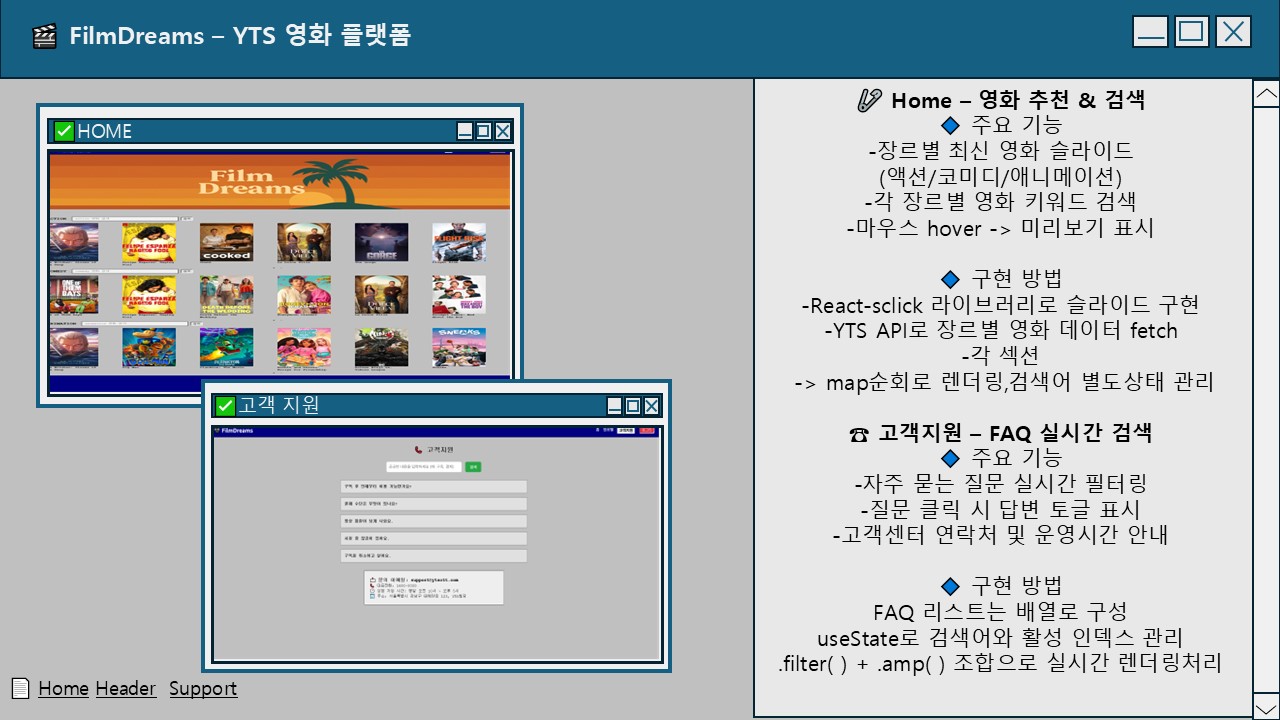 FilmDreams – YTS 영화 플랫폼
HOME
Film
Dreams
cooked
고객 지원
FilmDreams
고객지원
Home Header Support
Home – 영화 추천 & 검색
주요 기능
-장르별 최신 영화 슬라이드
(액션/코미디/애니메이션)
-각 장르별 영화 키워드 검색
-마우스 hover -> 미리보기 표시
구현 방법
-React-sclick 라이브러리로 슬라이드 구현
-YTS API로 장르별 영화 데이터 fetch
-각 섹션
-> map순회로 렌더링,검색어 별도상태 관리
고객지원 – FAQ 실시간 검색
주요 기능
-자주 묻는 질문 실시간 필터링
-질문 클릭 시 답변 토글 표시
-고객센터 연락처 및 운영시간 안내
구현 방법
FAQ 리스트는 배열로 구성
useState로 검색어와 활성 인덱스 관리
.filter( ) + .amp( ) 조합으로 실시간 렌더링처리